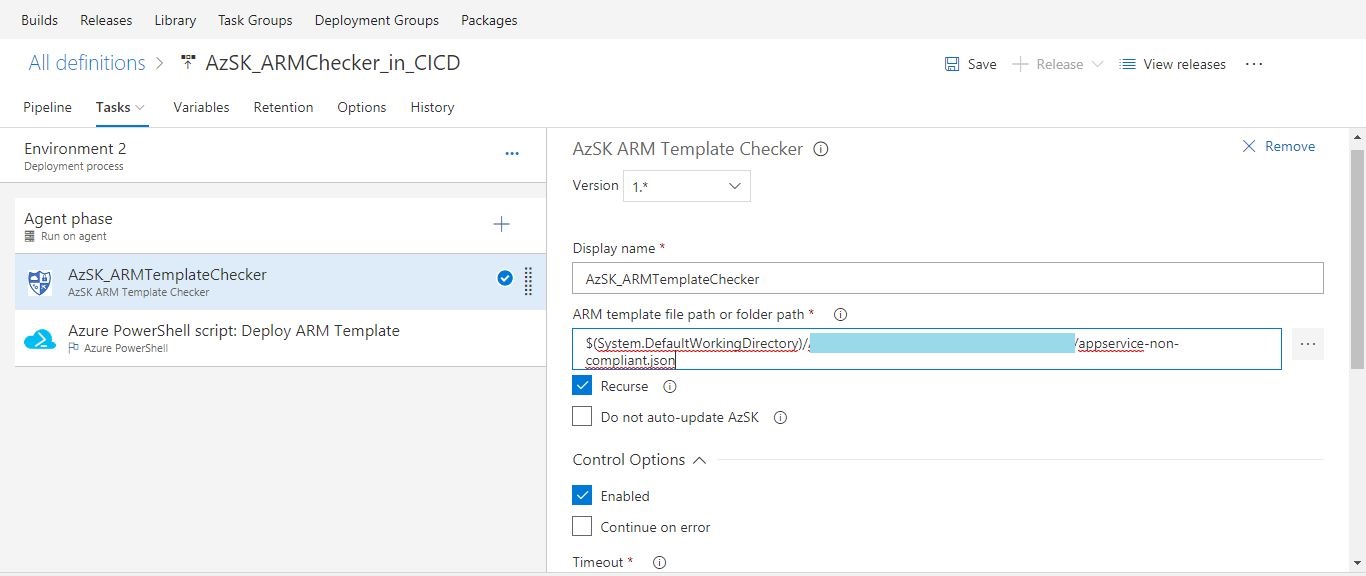 Builds Releases Library Task Groups Deployment Groups Packages
All definitions > AzSK_ARMChecker_in_CICD
Save Release View releases ...
Pipeline Tasks Variables Retention Options History
Environment 2
Deployment process
Agent phase
Run on agent
AzSK_ARMTemplateChecker
AzSK ARM Template Checker
Azure PowerShell script: Deploy ARM Template
Azure PowerShell
AzSK ARM Template Checker
Remove
Version 1.*
Display name *
AzSK_ARMTemplateChecker
ARM template file path or folder path *
$(System.DefaultWorkingDirectory)/ /appservice-non-
compliant.json
Recurse
Do not auto-update AzSK
Control Options
Enabled
Continue on error
Timeout *